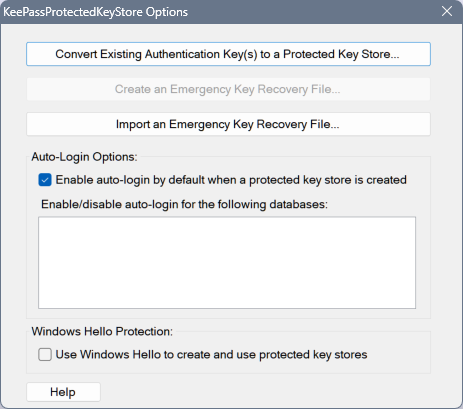 KeePassProtectedKeyStore Options
Convert Existing Authentication Key(s) to a Protected Key Store...
Create an Emergency Key Recovery File...
Import an Emergency Key Recovery File...
Auto-Login Options:
Enable auto-login by default when a protected key store is created
Enable/disable auto-login for the following databases:
Windows Hello Protection:
Use Windows Hello to create and use protected key stores
Help